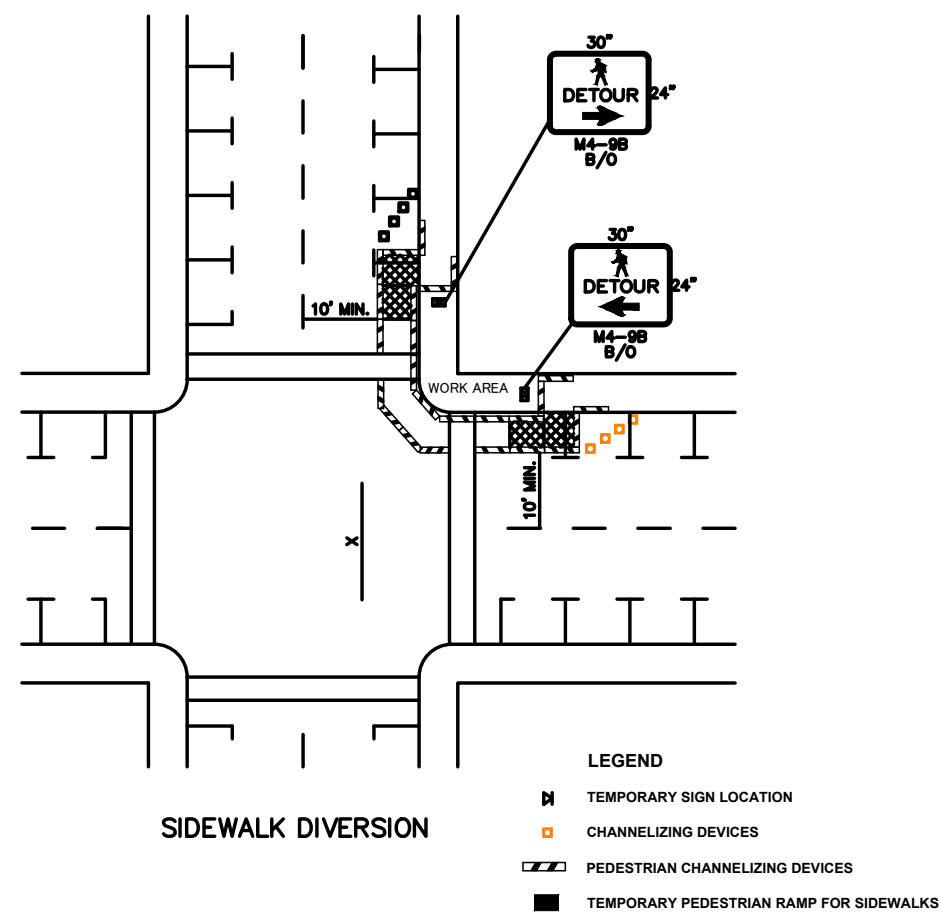 30"
DETOUR 24"
M4-9B
B/O
30"
DETOUR 24"
M4-9B
B/O
10' MIN.
WORK AREA
10' MIN.
X
LEGEND
TEMPORARY SIGN LOCATION
SIDEWALK DIVERSION
CHANNELIZING DEVICES
PEDESTRIAN CHANNELIZING DEVICES
TEMPORARY PEDESTRIAN RAMP FOR SIDEWALKS